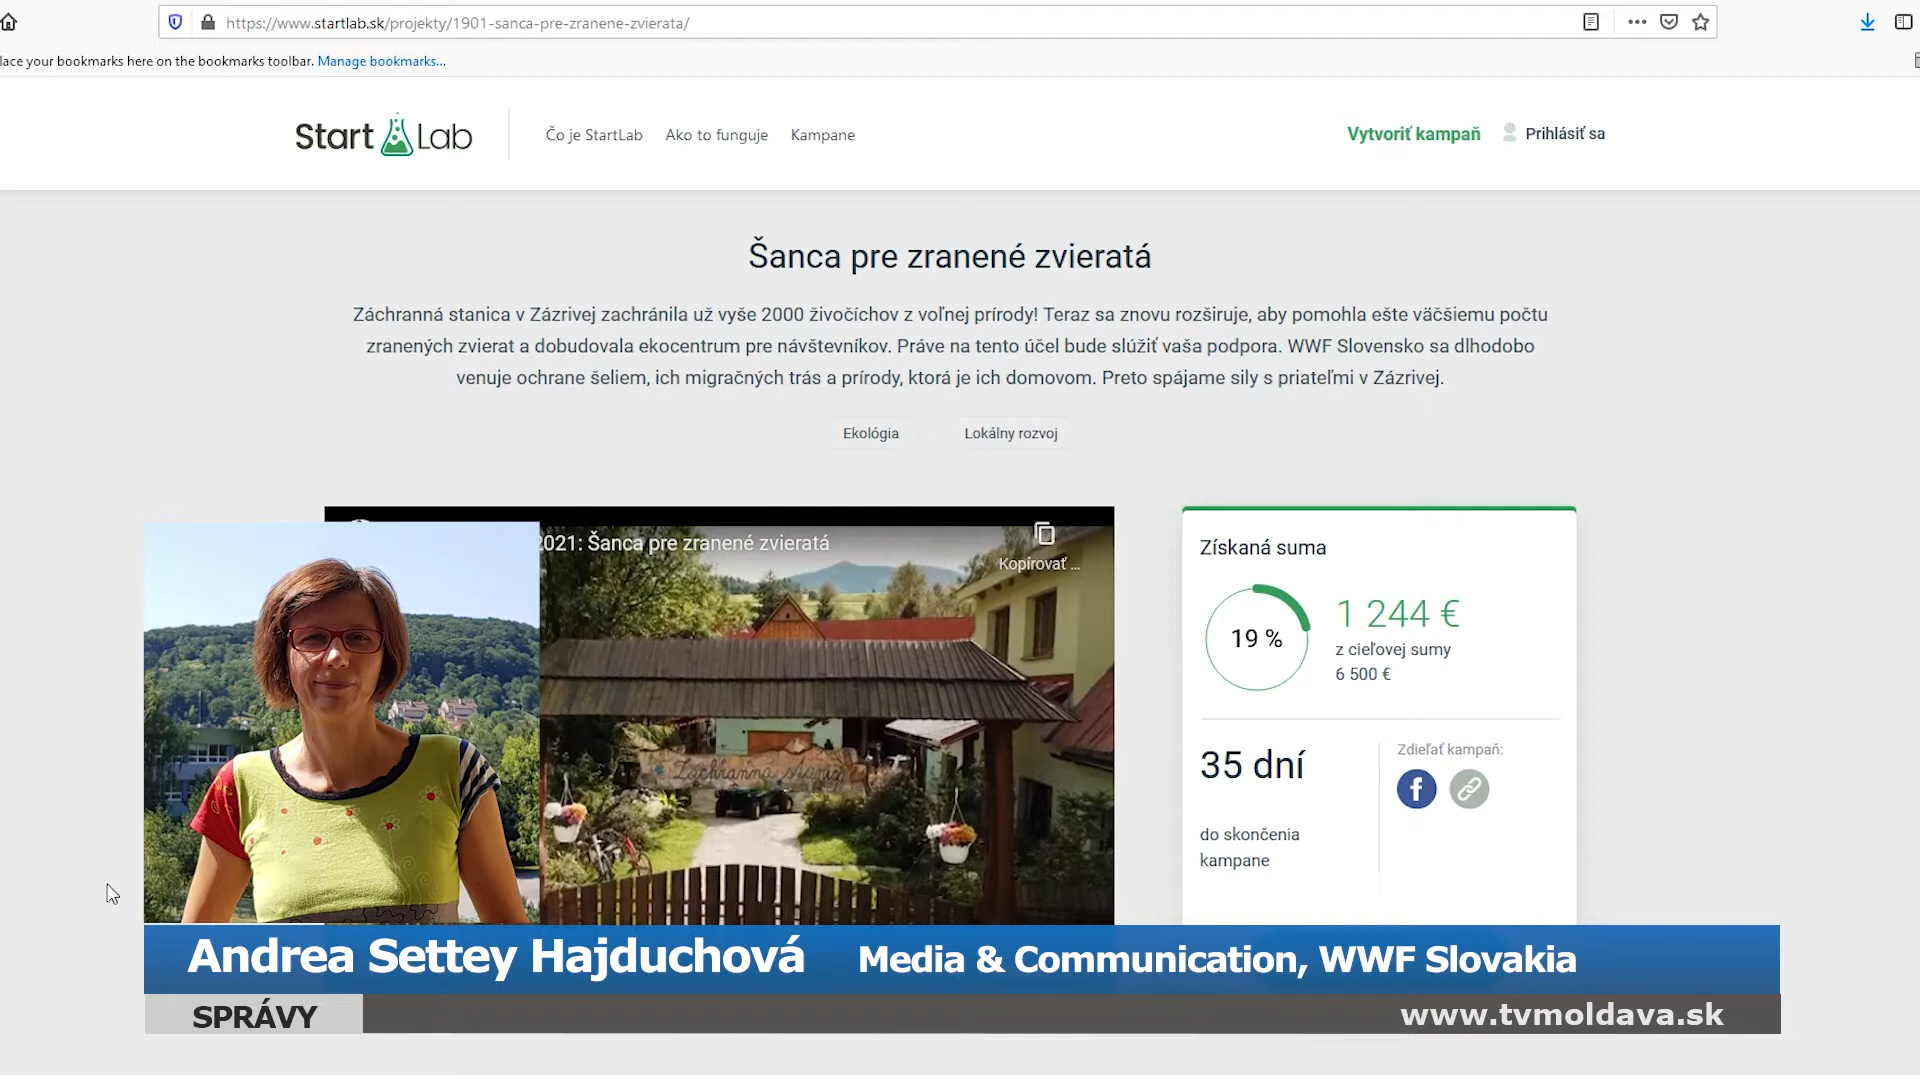 https://www.startlab.sk/projekty/1901-sanca-pre-zranene-zvierata/
lace your bookmarks here on the bookmarks toolbar. Manage bookmarks...
Start Lab
Čo je StartLab
Ako to funguje
Kampane
Vytvoriť kampaň
Prihlásiť sa
Šanca pre zranené zvieratá
Záchranná stanica v Zázrivej zachránila už vyše 2000 živočíchov z voľnej prírody! Teraz sa znovu rozširuje, aby pomohla ešte väčšiemu počtu
zranených zvierat a dobudovala ekocentrum pre návštevníkov. Práve na tento účel bude slúžiť vaša podpora. WWF Slovensko sa dlhodobo
venuje ochrane šeliem, ich migračných trás a prírody, ktorá je ich domovom. Preto spájame sily s priateľmi v Zázrivej.
Ekológia
Lokálny rozvoj
2021: Šanca pre zranené zvieratá
Kopírovať ...
Záchranná stanica
Získaná suma
19 %
1 244 €
z cieľovej sumy
6 500 €
35 dní
do skončenia
kampane
Zdieľať kampaň:
Andrea Settey Hajduchová
Media & Communication, WWF Slovakia
SPRÁVY
www.tvmoldava.sk